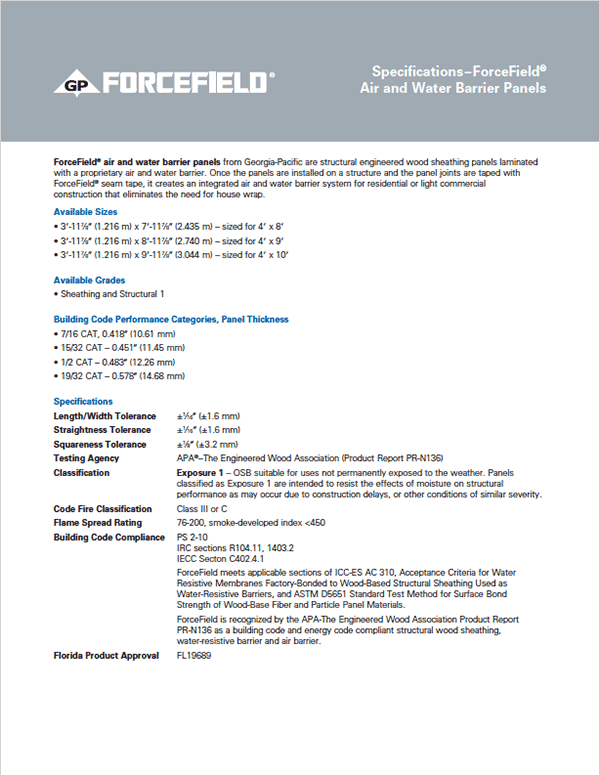 GP FORCEFIELD®
Specifications–ForceField®
Air and Water Barrier Panels
ForceField® air and water barrier panels from Georgia-Pacific are structural engineered wood sheathing panels laminated
with a proprietary air and water barrier. Once the panels are installed on a structure and the panel joints are taped with
ForceField® seam tape, it creates an integrated air and water barrier system for residential or light commercial
construction that eliminates the need for house wrap.
Available Sizes
• 3'-11⅞" (1.216 m) x 7'-11⅞" (2.435 m) – sized for 4' x 8'
• 3'-11⅞" (1.216 m) x 8'-11⅞" (2.740 m) – sized for 4' x 9'
• 3'-11⅞" (1.216 m) x 9'-11⅞" (3.044 m) – sized for 4' x 10'
Available Grades
• Sheathing and Structural 1
Building Code Performance Categories, Panel Thickness
• 7/16 CAT, 0.418" (10.61 mm)
• 15/32 CAT – 0.451" (11.45 mm)
• 1/2 CAT – 0.483" (12.26 mm)
• 19/32 CAT – 0.578" (14.68 mm)
Specifications
Length/Width Tolerance ±1⁄16" (±1.6 mm)
Straightness Tolerance ±1⁄16" (±1.6 mm)
Squareness Tolerance ±⅛" (±3.2 mm)
Testing Agency APA®–The Engineered Wood Association (Product Report PR-N136)
Classification Exposure 1 – OSB suitable for uses not permanently exposed to the weather. Panels
classified as Exposure 1 are intended to resist the effects of moisture on structural
performance as may occur due to construction delays, or other conditions of similar severity.
Code Fire Classification Class III or C
Flame Spread Rating 76-200, smoke-developed index <450
Building Code Compliance PS 2-10
IRC sections R104.11, 1403.2
IECC Secton C402.4.1
ForceField meets applicable sections of ICC-ES AC 310, Acceptance Criteria for Water
Resistive Membranes Factory-Bonded to Wood-Based Structural Sheathing Used as
Water-Resistive Barriers, and ASTM D5651 Standard Test Method for Surface Bond
Strength of Wood-Base Fiber and Particle Panel Materials.
ForceField is recognized by the APA-The Engineered Wood Association Product Report
PR-N136 as a building code and energy code compliant structural wood sheathing,
water-resistive barrier and air barrier.
Florida Product Approval FL19689